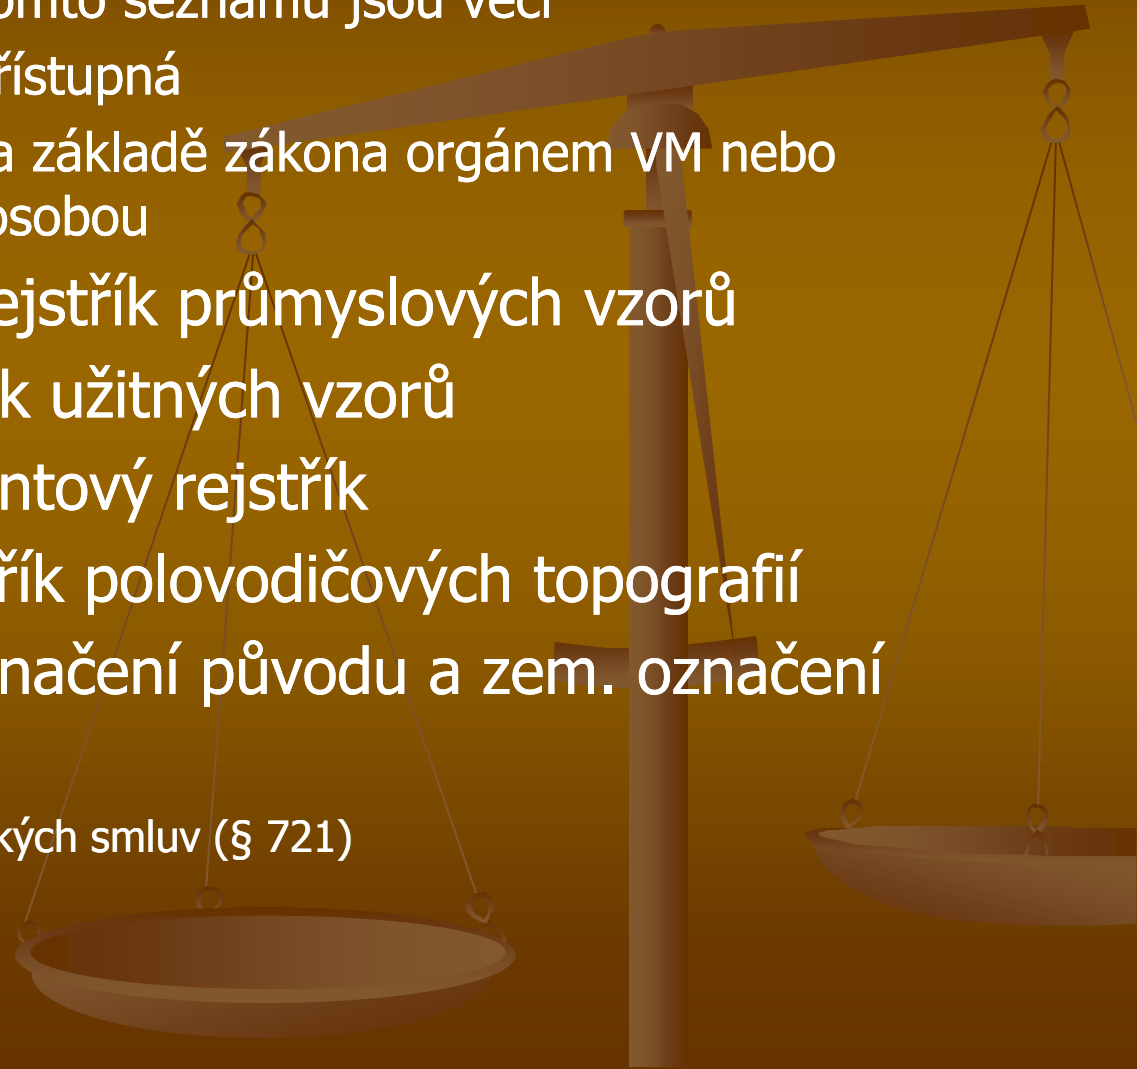 omto seznamu jsou věcí
řístupná
a základě zákona orgánem VM nebo
osobou
ejstřík průmyslových vzorů
k užitných vzorů
ntový rejstřík
řík polovodičových topografií
načení původu a zem. označení
kých smluv (§ 721)